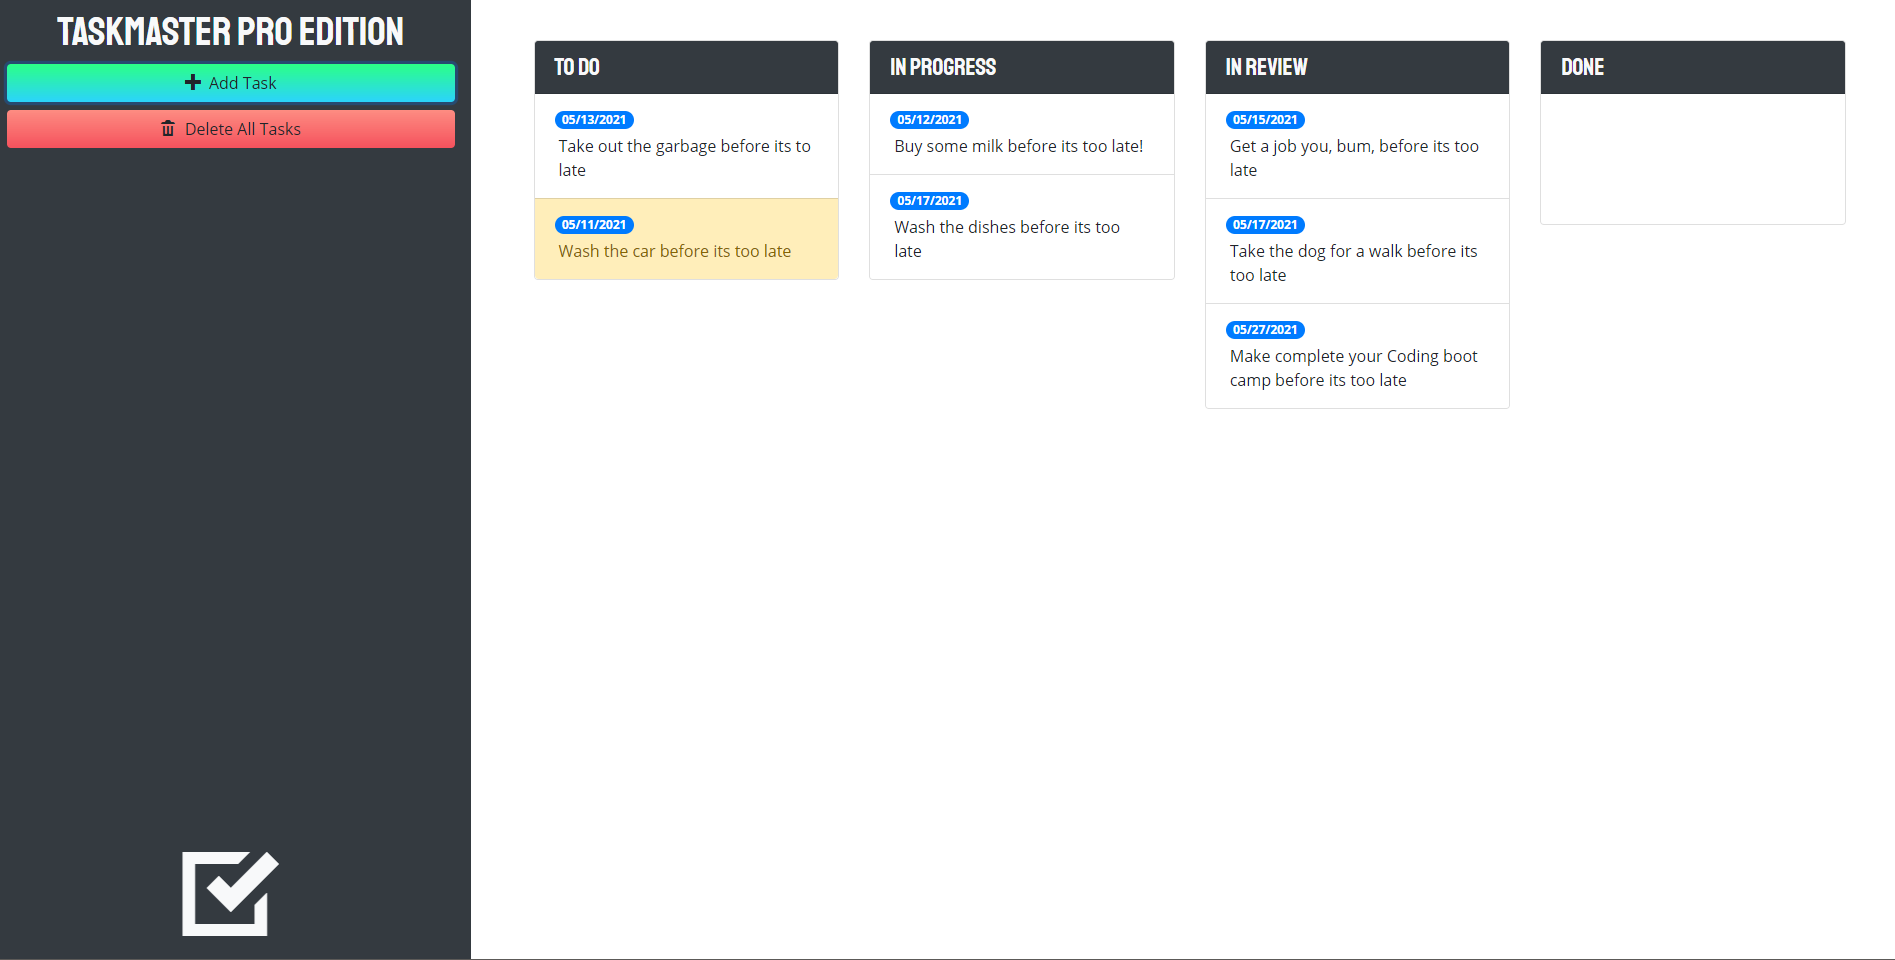 TASKMASTER PRO EDITION
Add Task
Delete All Tasks
TO DO
05/13/2021
Take out the garbage before its to
late
05/11/2021
Wash the car before its too late
IN PROGRESS
05/12/2021
Buy some milk before its too late!
05/17/2021
Wash the dishes before its too
late
IN REVIEW
05/15/2021
Get a job you, bum, before its too
late
05/17/2021
Take the dog for a walk before its
too late
05/27/2021
Make complete your Coding boot
camp before its too late
DONE